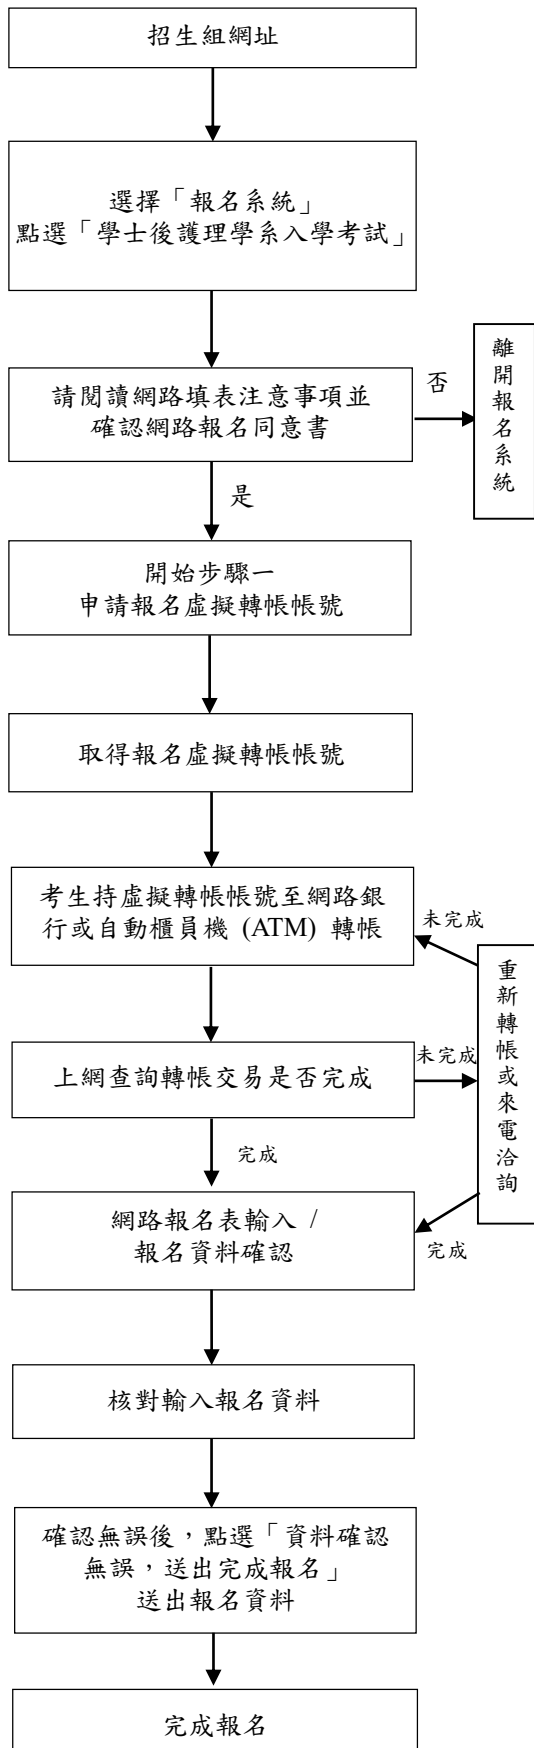 招生組網址
選擇「報名系統」
點選「學士後護理學系入學考試」
請閱讀網路填表注意事項並
確認網路報名同意書
否
離開報名系統
是
開始步驟一
申請報名虛擬轉帳帳號
取得報名虛擬轉帳帳號
考生持虛擬轉帳帳號至網路銀
行或自動櫃員機 (ATM) 轉帳
未完成
重新轉帳或來電洽詢
上網查詢轉帳交易是否完成
未完成
完成
網路報名表輸入 /
報名資料確認
完成
核對輸入報名資料
確認無誤後，點選「資料確認
無誤，送出完成報名」
送出報名資料
完成報名